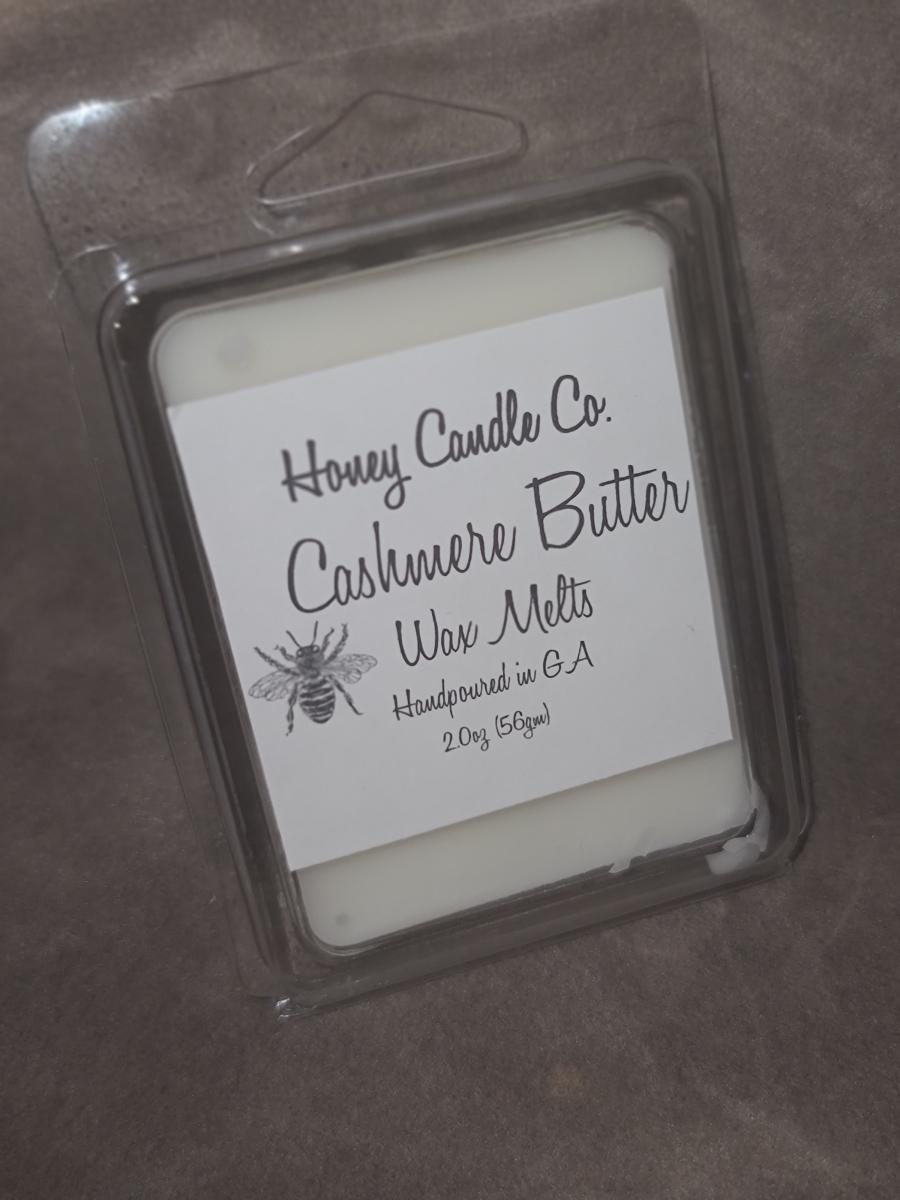 Honey Candle Co.
Cashmere Butter
Wax Melts
Handpoured in GA
2.0oz (56gm)